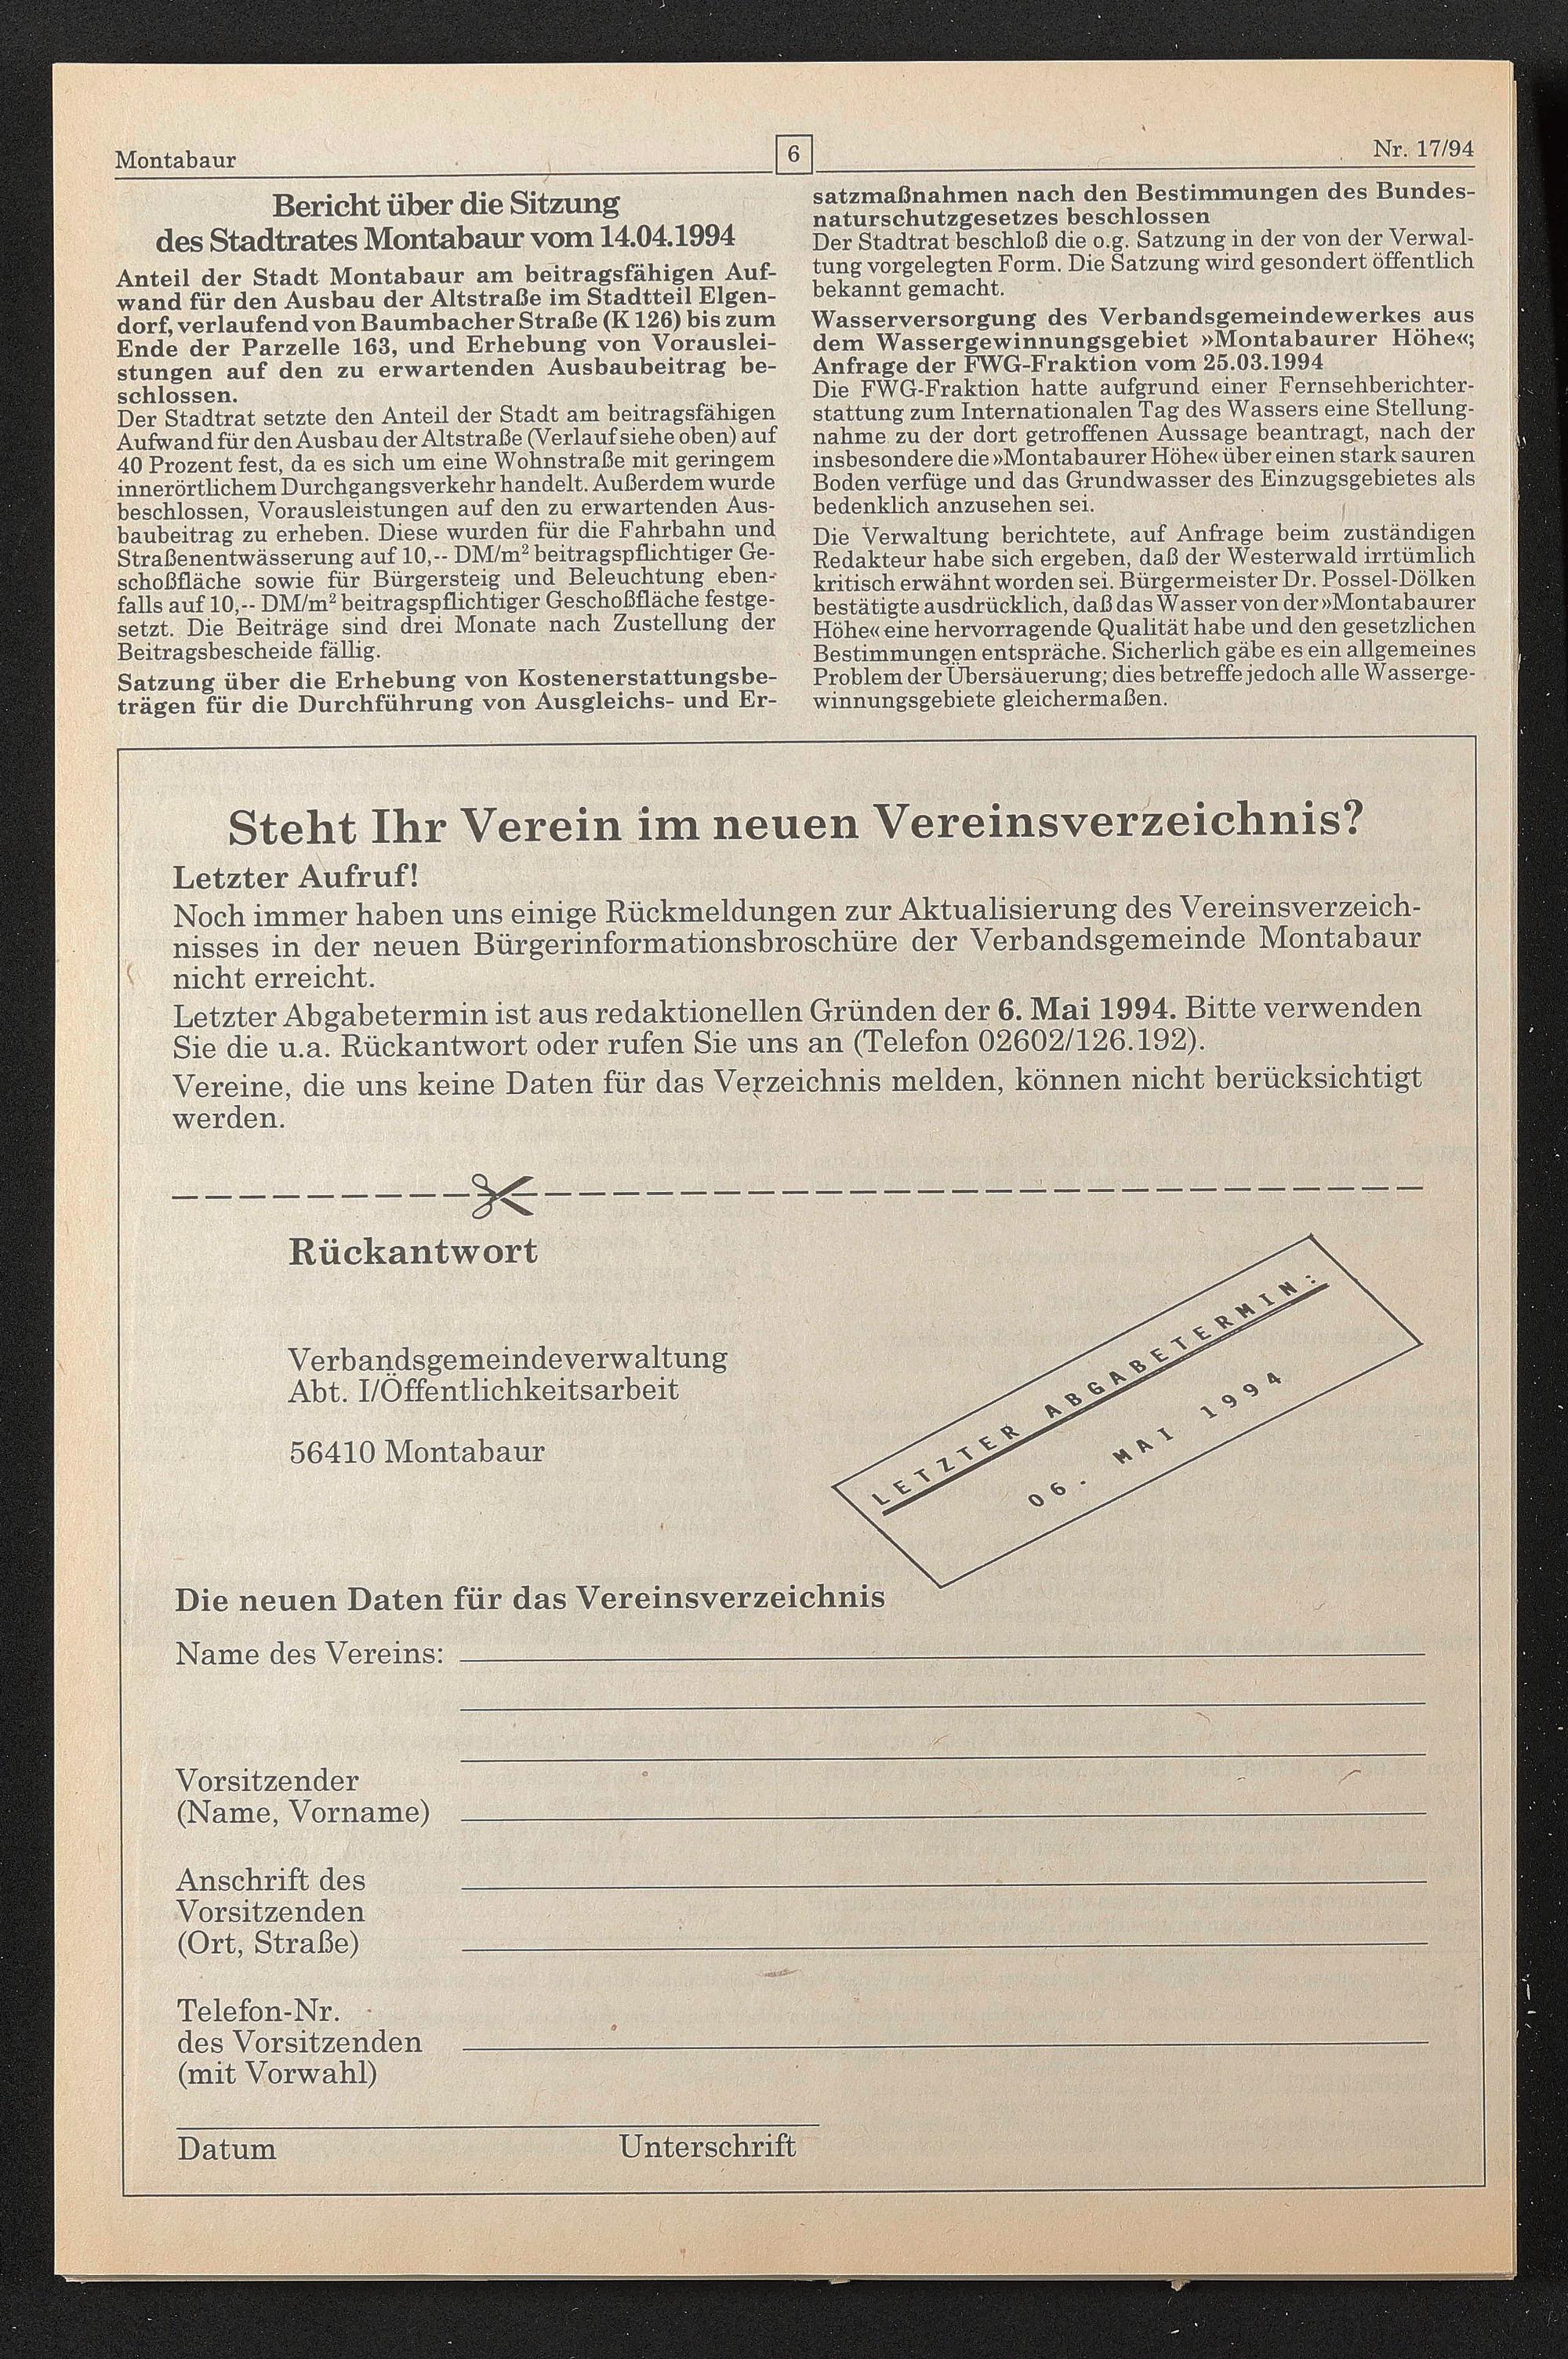 Montabaur
6
Nr. 17/94
Bericht über die Sitzung
des Stadtrates Montabaur vom 14.04.1994
Anteil der Stadt Montabaur am beitragsfähigen Auf-
wand für den Ausbau der Altstraße im Stadtteil Elgen-
dorf, verlaufend von Baumbacher Straße (K 126) bis zum
Ende der Parzelle 163, und Erhebung von Vorauslei-
stungen auf den zu erwartenden Ausbaubeitrag be-
schlossen.
Der Stadtrat setzte den Anteil der Stadt am beitragsfähigen
Aufwand für den Ausbau der Altstraße (Verlauf siehe oben) auf
40 Prozent fest, da es sich um eine Wohnstraße mit geringem
innerörtlichem Durchgangsverkehr handelt. Außerdem wurde
beschlossen, Vorausleistungen auf den zu erwartenden Aus-
baubeitrag zu erheben. Diese wurden für die Fahrbahn und
Straßenentwässerung auf 10,-- DM/m² beitragspflichtiger Ge-
schoßfläche sowie für Bürgersteig und Beleuchtung eben-
falls auf 10,-- DM/m² beitragspflichtiger Geschoßfläche festge-
setzt. Die Beiträge sind drei Monate nach Zustellung der
Beitragsbescheide fällig.
Satzung über die Erhebung von Kostenerstattungsbe-
trägen für die Durchführung von Ausgleichs- und Er-
satzmaßnahmen nach den Bestimmungen des Bundes-
naturschutzgesetzes beschlossen
Der Stadtrat beschloß die o.g. Satzung in der von der Verwal-
tung vorgelegten Form. Die Satzung wird gesondert öffentlich
bekannt gemacht.
Wasserversorgung des Verbandsgemeindewerkes aus
dem Wassergewinnungsgebiet »Montabaurer Höhe«;
Anfrage der FWG-Fraktion vom 25.03.1994
Die FWG-Fraktion hatte aufgrund einer Fernsehberichter-
stattung zum Internationalen Tag des Wassers eine Stellung-
nahme zu der dort getroffenen Aussage beantragt, nach der
insbesondere die »Montabaurer Höhe« über einen stark sauren
Boden verfüge und das Grundwasser des Einzugsgebietes als
bedenklich anzusehen sei.
Die Verwaltung berichtete, auf Anfrage beim zuständigen
Redakteur habe sich ergeben, daß der Westerwald irrtümlich
kritisch erwähnt worden sei. Bürgermeister Dr. Possel-Dölken
bestätigte ausdrücklich, daß das Wasser von der »Montabaurer
Höhe« eine hervorragende Qualität habe und den gesetzlichen
Bestimmungen entspräche. Sicherlich gäbe es ein allgemeines
Problem der Übersäuerung; dies betreffe jedoch alle Wasserge-
winnungsgebiete gleichermaßen.
Steht Ihr Verein im neuen Vereinsverzeichnis?
Letzter Aufruf!
Noch immer haben uns einige Rückmeldungen zur Aktualisierung des Vereinsverzeich-
nisses in der neuen Bürgerinformationsbroschüre der Verbandsgemeinde Montabaur
nicht erreicht.
Letzter Abgabetermin ist aus redaktionellen Gründen der 6. Mai 1994. Bitte verwenden
Sie die u.a. Rückantwort oder rufen Sie uns an (Telefon 02602/126.192).
Vereine, die uns keine Daten für das Verzeichnis melden, können nicht berücksichtigt
werden.
Rückantwort
Verbandsgemeindeverwaltung
Abt. I/Öffentlichkeitsarbeit
56410 Montabaur
LETZTER ABGABETERMIN:
06. MAI 1994
Die neuen Daten für das Vereinsverzeichnis
Name des Vereins:
Vorsitzender
(Name, Vorname)
Anschrift des
Vorsitzenden
(Ort, Straße)
Telefon-Nr.
des Vorsitzenden
(mit Vorwahl)
Datum Unterschrift